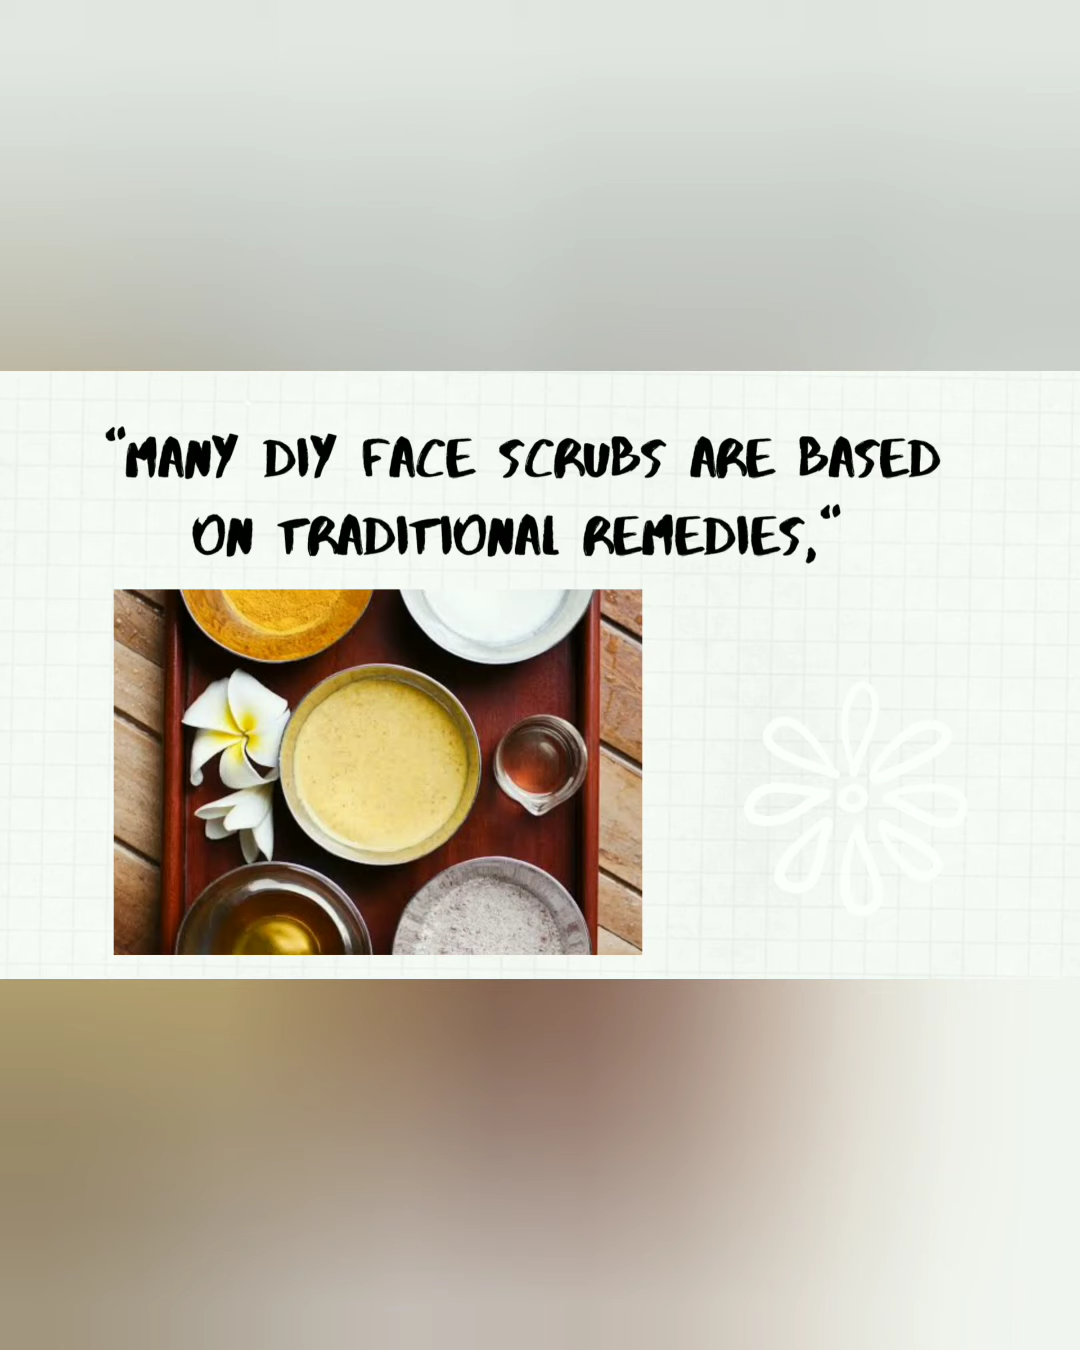 “MANY DIY FACE SCRUBS ARE BASED
ON TRADITIONAL REMEDIES,“